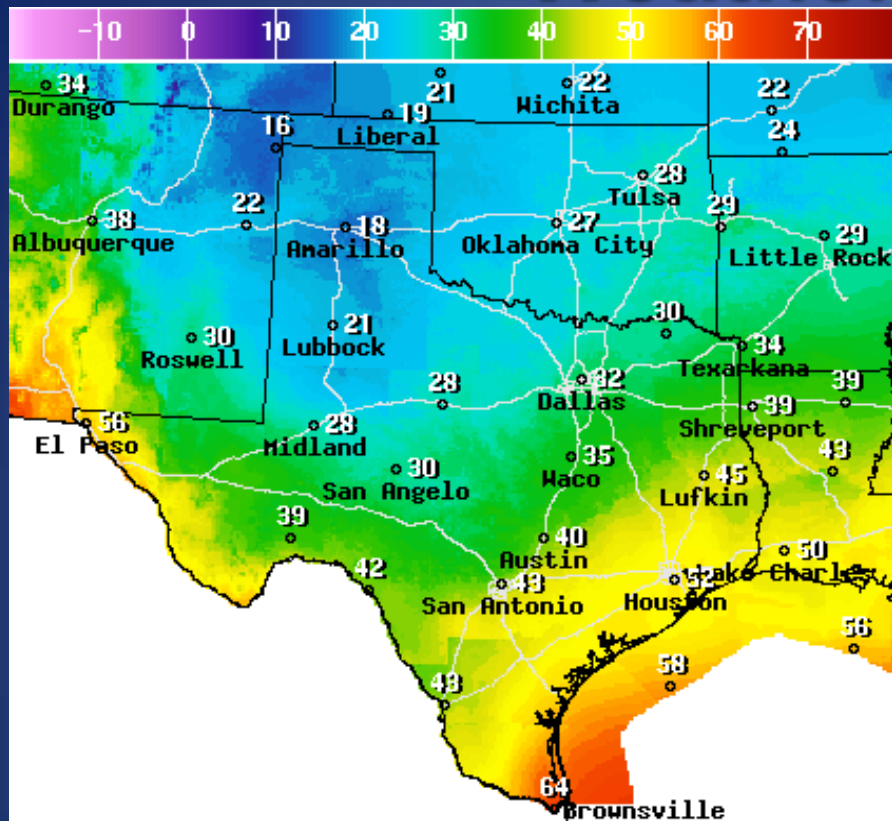 -10 0 10 20 30 40 50 60 70
34
Durango
21
22
Wichita
22
19
Liberal
16
24
28
Tulsa
38
Albuquerque
22
18
Amarillo
27
Oklahoma City
29
29
Little Rock
30
Roswell
21
Lubbock
30
34
Texarkana
32
Dallas
28
39
39
Shreveport
56
El Paso
28
Midland
30
San Angelo
35
Waco
45
Lufkin
43
39
40
Austin
50
Lake Charles
42
43
San Antonio
52
Houston
56
58
43
64
Brownsville